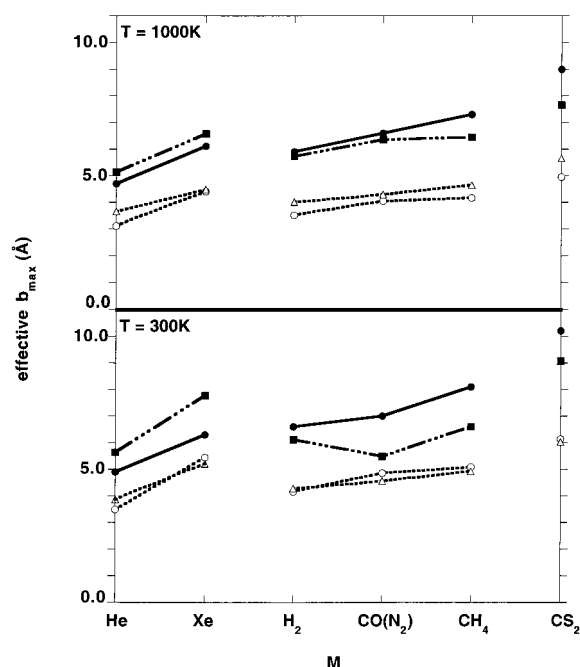 10.0
T = 1000K
5.0
0.0
effective b_max (Å)
10.0
T = 300K
5.0
0.0
He Xe H₂ CO(N₂) CH₄ CS₂
M